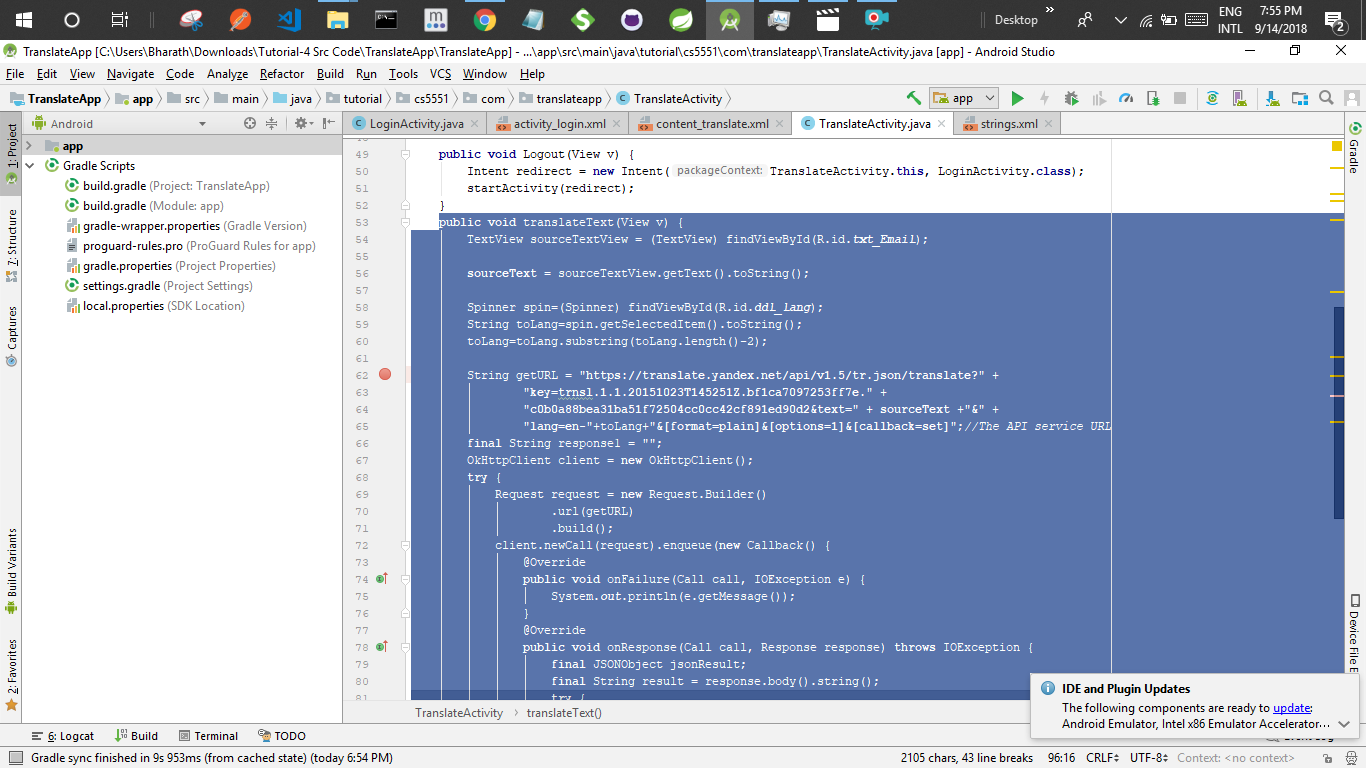 Desktop
ENG
INTL
7:55 PM
9/14/2018
2
TranslateApp [C:\Users\Bharath\Downloads\Tutorial-4 Src Code\TranslateApp\TranslateApp] - ...\app\src\main\java\tutorial\cs5551\com\translateapp\TranslateActivity.java [app] - Android Studio
File Edit View Navigate Code Analyze Refactor Build Run Tools VCS Window Help
TranslateApp app src main java tutorial cs5551 com translateapp TranslateActivity app
Android
LoginActivity.java activity_login.xml content_translate.xml TranslateActivity.java strings.xml
1: Project
7: Structure
Captures
Build Variants
2: Favorites
app
Gradle Scripts
build.gradle (Project: TranslateApp)
build.gradle (Module: app)
gradle-wrapper.properties (Gradle Version)
proguard-rules.pro (ProGuard Rules for app)
gradle.properties (Project Properties)
settings.gradle (Project Settings)
local.properties (SDK Location)
49 public void Logout(View v) {
50 Intent redirect = new Intent( packageContext: TranslateActivity.this, LoginActivity.class);
51 startActivity(redirect);
52 }
53 public void translateText(View v) {
54 TextView sourceTextView = (TextView) findViewById(R.id.txt_Email);
55
56 sourceText = sourceTextView.getText().toString();
57
58 Spinner spin=(Spinner) findViewById(R.id.ddl_lang);
59 String toLang=spin.getSelectedItem().toString();
60 toLang=toLang.substring(toLang.length()-2);
61
62 String getURL = "https://translate.yandex.net/api/v1.5/tr.json/translate?" +
63 "key=trnsl.1.1.20151023T145251Z.bf1ca7097253ff7e." +
64 "c0b0a88bea31ba51f72504cc0cc42cf891ed90d2&text=" + sourceText +"&" +
65 "lang=en-"+toLang+"&[format=plain]&[options=1]&[callback=set]";//The API service URL
66 final String response1 = "";
67 OkHttpClient client = new OkHttpClient();
68 try {
69 Request request = new Request.Builder()
70 .url(getURL)
71 .build();
72 client.newCall(request).enqueue(new Callback() {
73 @Override
74 public void onFailure(Call call, IOException e) {
75 System.out.println(e.getMessage());
76 }
77 @Override
78 public void onResponse(Call call, Response response) throws IOException {
79 final JSONObject jsonResult;
80 final String result = response.body().string();
81 try {
Gradle
Device File E
TranslateActivity translateText()
IDE and Plugin Updates
The following components are ready to update:
Android Emulator, Intel x86 Emulator Accelerator...
6: Logcat Build Terminal TODO
Gradle sync finished in 9s 953ms (from cached state) (today 6:54 PM)
2105 chars, 43 line breaks 96:16 CRLF UTF-8 Context: <no context>